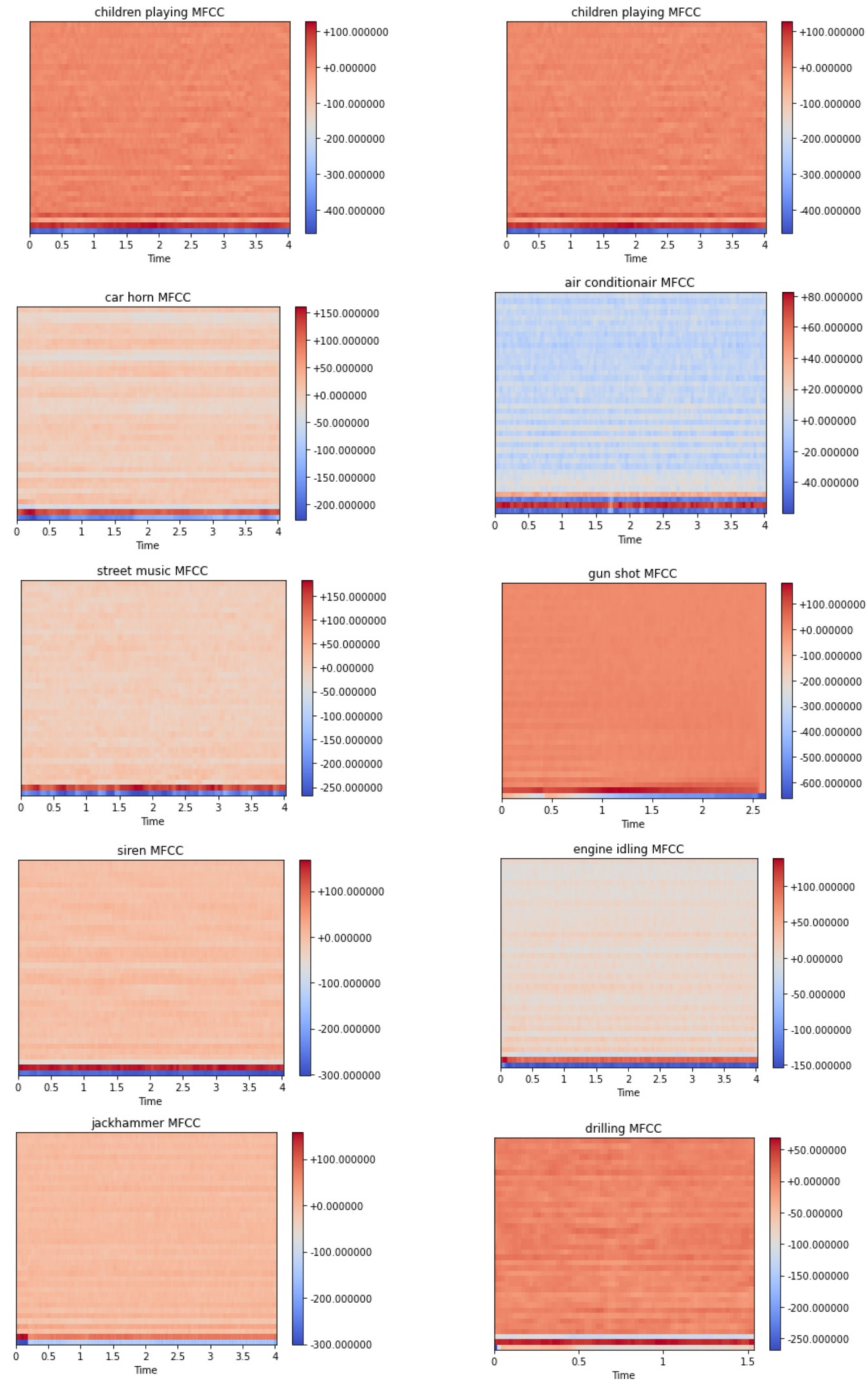 children playing MFCC
+100.000000
+0.000000
-100.000000
-200.000000
-300.000000
-400.000000
0 0.5 1 1.5 2 2.5 3 3.5 4
Time
children playing MFCC
+100.000000
+0.000000
-100.000000
-200.000000
-300.000000
-400.000000
0 0.5 1 1.5 2 2.5 3 3.5 4
Time
car horn MFCC
+150.000000
+100.000000
+50.000000
+0.000000
-50.000000
-100.000000
-150.000000
-200.000000
0 0.5 1 1.5 2 2.5 3 3.5 4
Time
air conditionair MFCC
+80.000000
+60.000000
+40.000000
+20.000000
+0.000000
-20.000000
-40.000000
0 0.5 1 1.5 2 2.5 3 3.5 4
Time
street music MFCC
+150.000000
+100.000000
+50.000000
+0.000000
-50.000000
-100.000000
-150.000000
-200.000000
-250.000000
0 0.5 1 1.5 2 2.5 3 3.5 4
Time
gun shot MFCC
+100.000000
+0.000000
-100.000000
-200.000000
-300.000000
-400.000000
-500.000000
-600.000000
0 0.5 1 1.5 2 2.5
Time
siren MFCC
+100.000000
+0.000000
-100.000000
-200.000000
-300.000000
0 0.5 1 1.5 2 2.5 3 3.5 4
Time
engine idling MFCC
+100.000000
+50.000000
+0.000000
-50.000000
-100.000000
-150.000000
0 0.5 1 1.5 2 2.5 3 3.5 4
Time
jackhammer MFCC
+100.000000
+0.000000
-100.000000
-200.000000
-300.000000
0 0.5 1 1.5 2 2.5 3 3.5 4
Time
drilling MFCC
+50.000000
+0.000000
-50.000000
-100.000000
-150.000000
-200.000000
-250.000000
0 0.5 1 1.5
Time